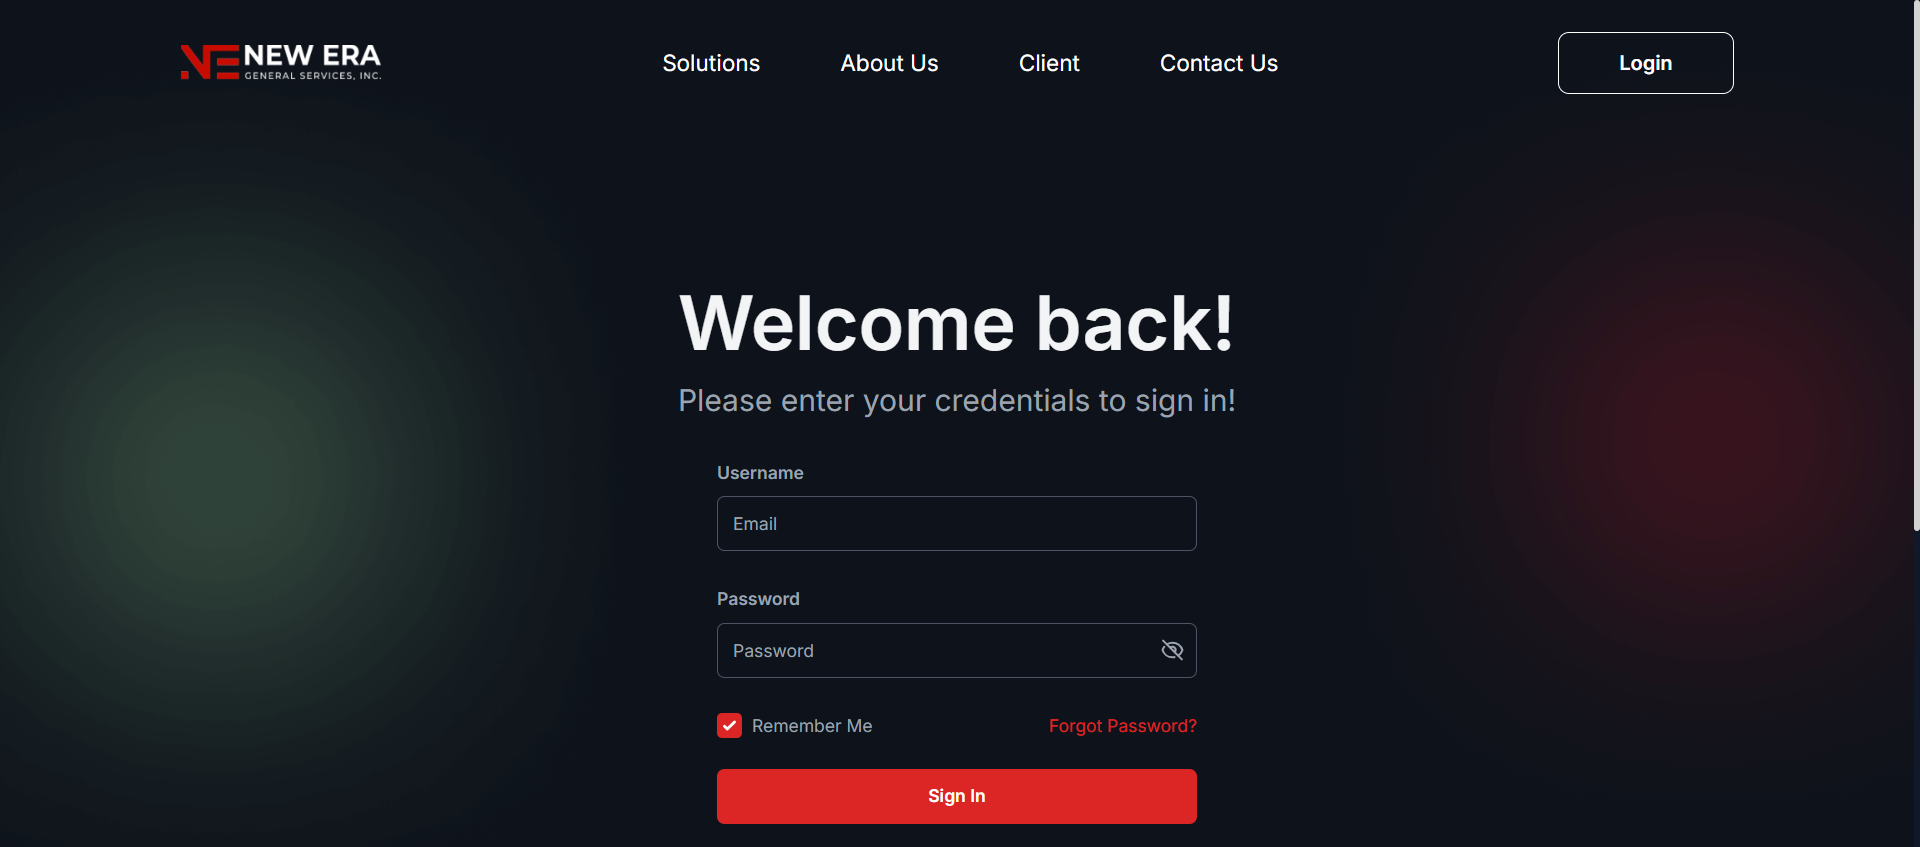 NEW ERA
GENERAL SERVICES, INC.
Solutions
About Us
Client
Contact Us
Login
Welcome back!
Please enter your credentials to sign in!
Username
Email
Password
Password
Remember Me
Forgot Password?
Sign In